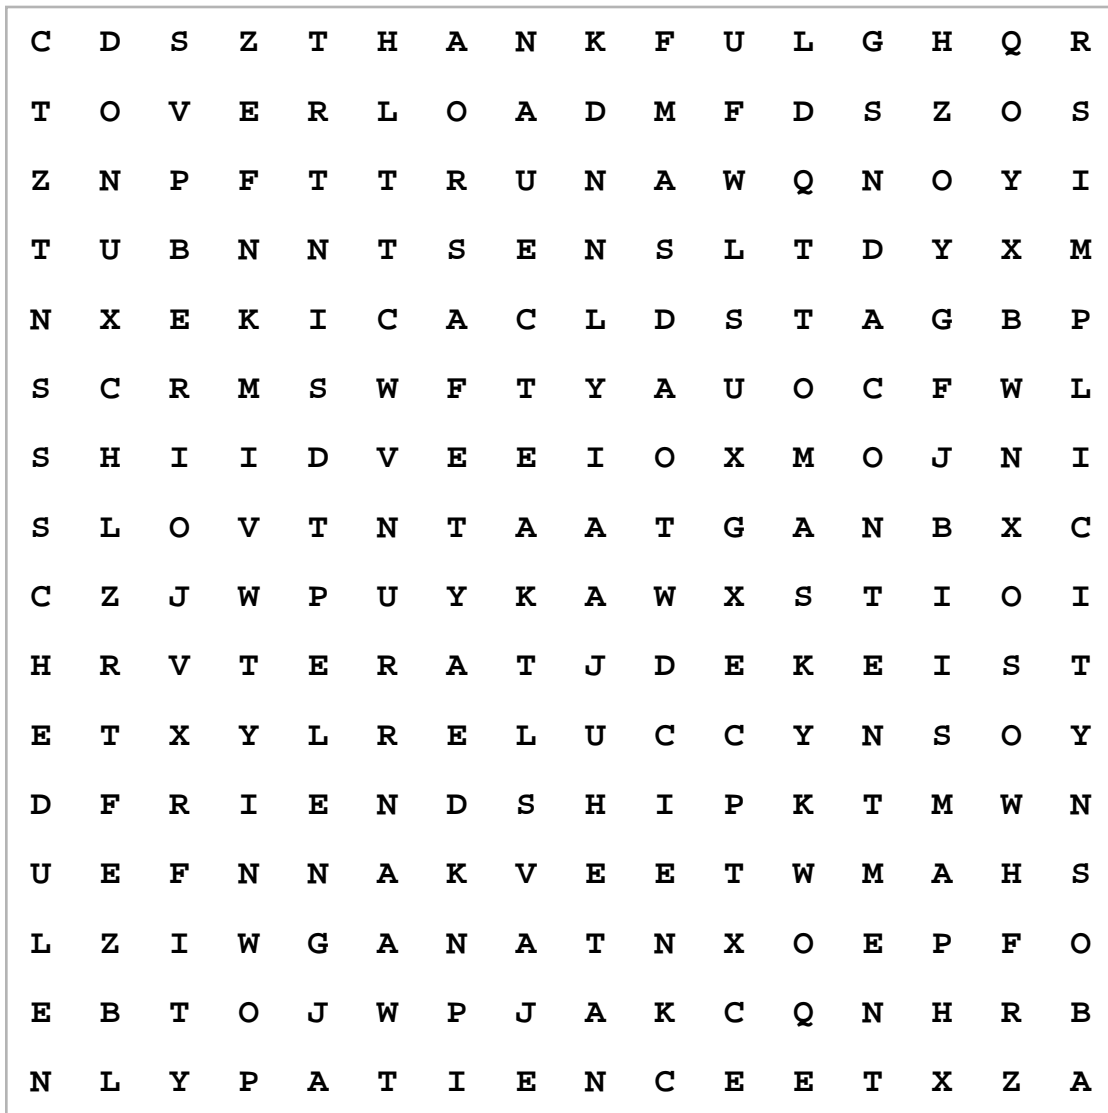 C D S Z T H A N K F U L G H Q R
T O V E R L O A D M F D S Z O S
Z N P F T T R U N A W Q N O Y I
T U B N N T S E N S L T D Y X M
N X E K I C A C L D S T A G B P
S C R M S W F T Y A U O C F W L
S H I I D V E E I O X M O J N I
S L O V T N T A A T G A N B X C
C Z J W P U Y K A W X S T I O I
H R V T E R A T J D E K E I S T
E T X Y L R E L U C C Y N S O Y
D F R I E N D S H I P K T M W N
U E F N N A K V E E T W M A H S
L Z I W G A N A T N X O E P F O
E B T O J W P J A K C Q N H R B
N L Y P A T I E N C E E T X Z A